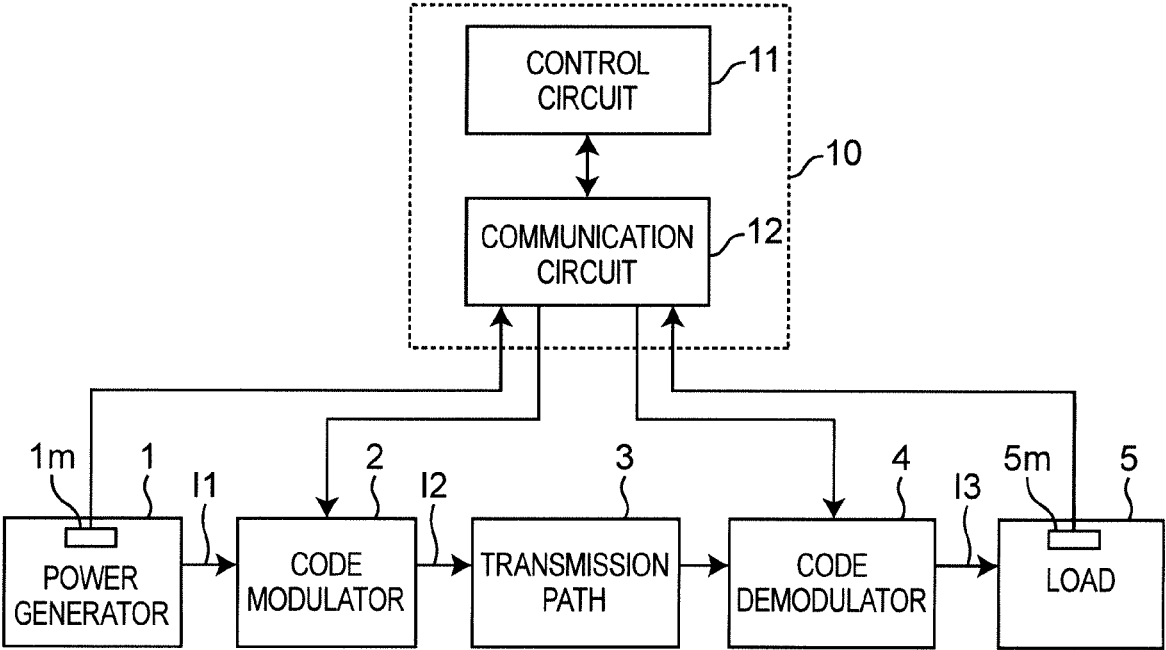 CONTROL
CIRCUIT
11
10
COMMUNICATION
CIRCUIT
12
1m
1
I1
2
I2
3
4
I3
5m
5
POWER
GENERATOR
CODE
MODULATOR
TRANSMISSION
PATH
CODE
DEMODULATOR
LOAD